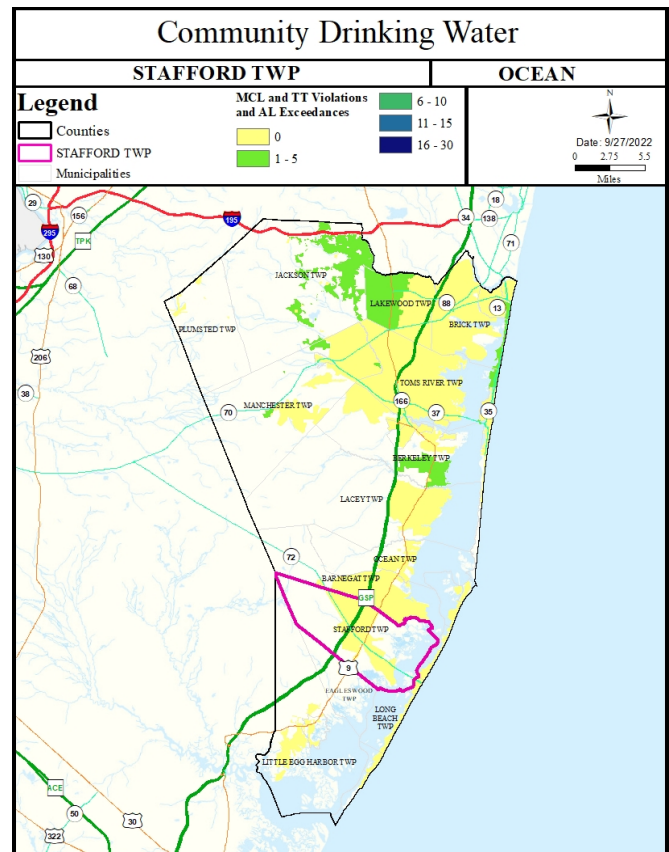 Community Drinking Water
STAFFORD TWP
OCEAN
Legend
Counties
STAFFORD TWP
Municipalities
MCL and TT Violations
and AL Exceedances
0
1 - 5
6 - 10
11 - 15
16 - 30
N
Date: 9/27/2022
0 2.75 5.5
Miles
29
156
195
34
18
138
295
TPK
71
130
JACKSON TWP
68
LAKEWOOD TWP
88
13
PLUMSTED TWP
BRICK TWP
206
TOMS RIVER TWP
38
MANCHESTER TWP
166
70
37
35
BERKELEY TWP
LACEY TWP
72
OCEAN TWP
BARNEGAT TWP
GSP
STAFFORD TWP
9
EAGLESWOOD
TWP
LONG
BEACH
TWP
LITTLE EGG HARBOR TWP
ACE
50
30
322